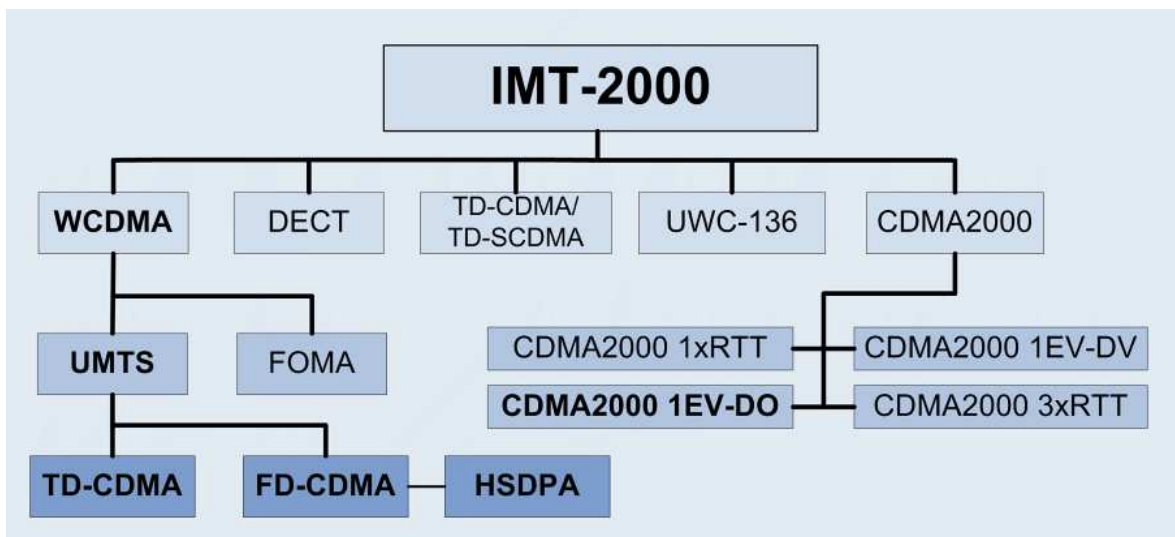 IMT-2000
WCDMA
DECT
TD-CDMA/
TD-SCDMA
UWC-136
CDMA2000
UMTS
FOMA
CDMA2000 1xRTT
CDMA2000 1EV-DV
CDMA2000 1EV-DO
CDMA2000 3xRTT
TD-CDMA
FD-CDMA
HSDPA